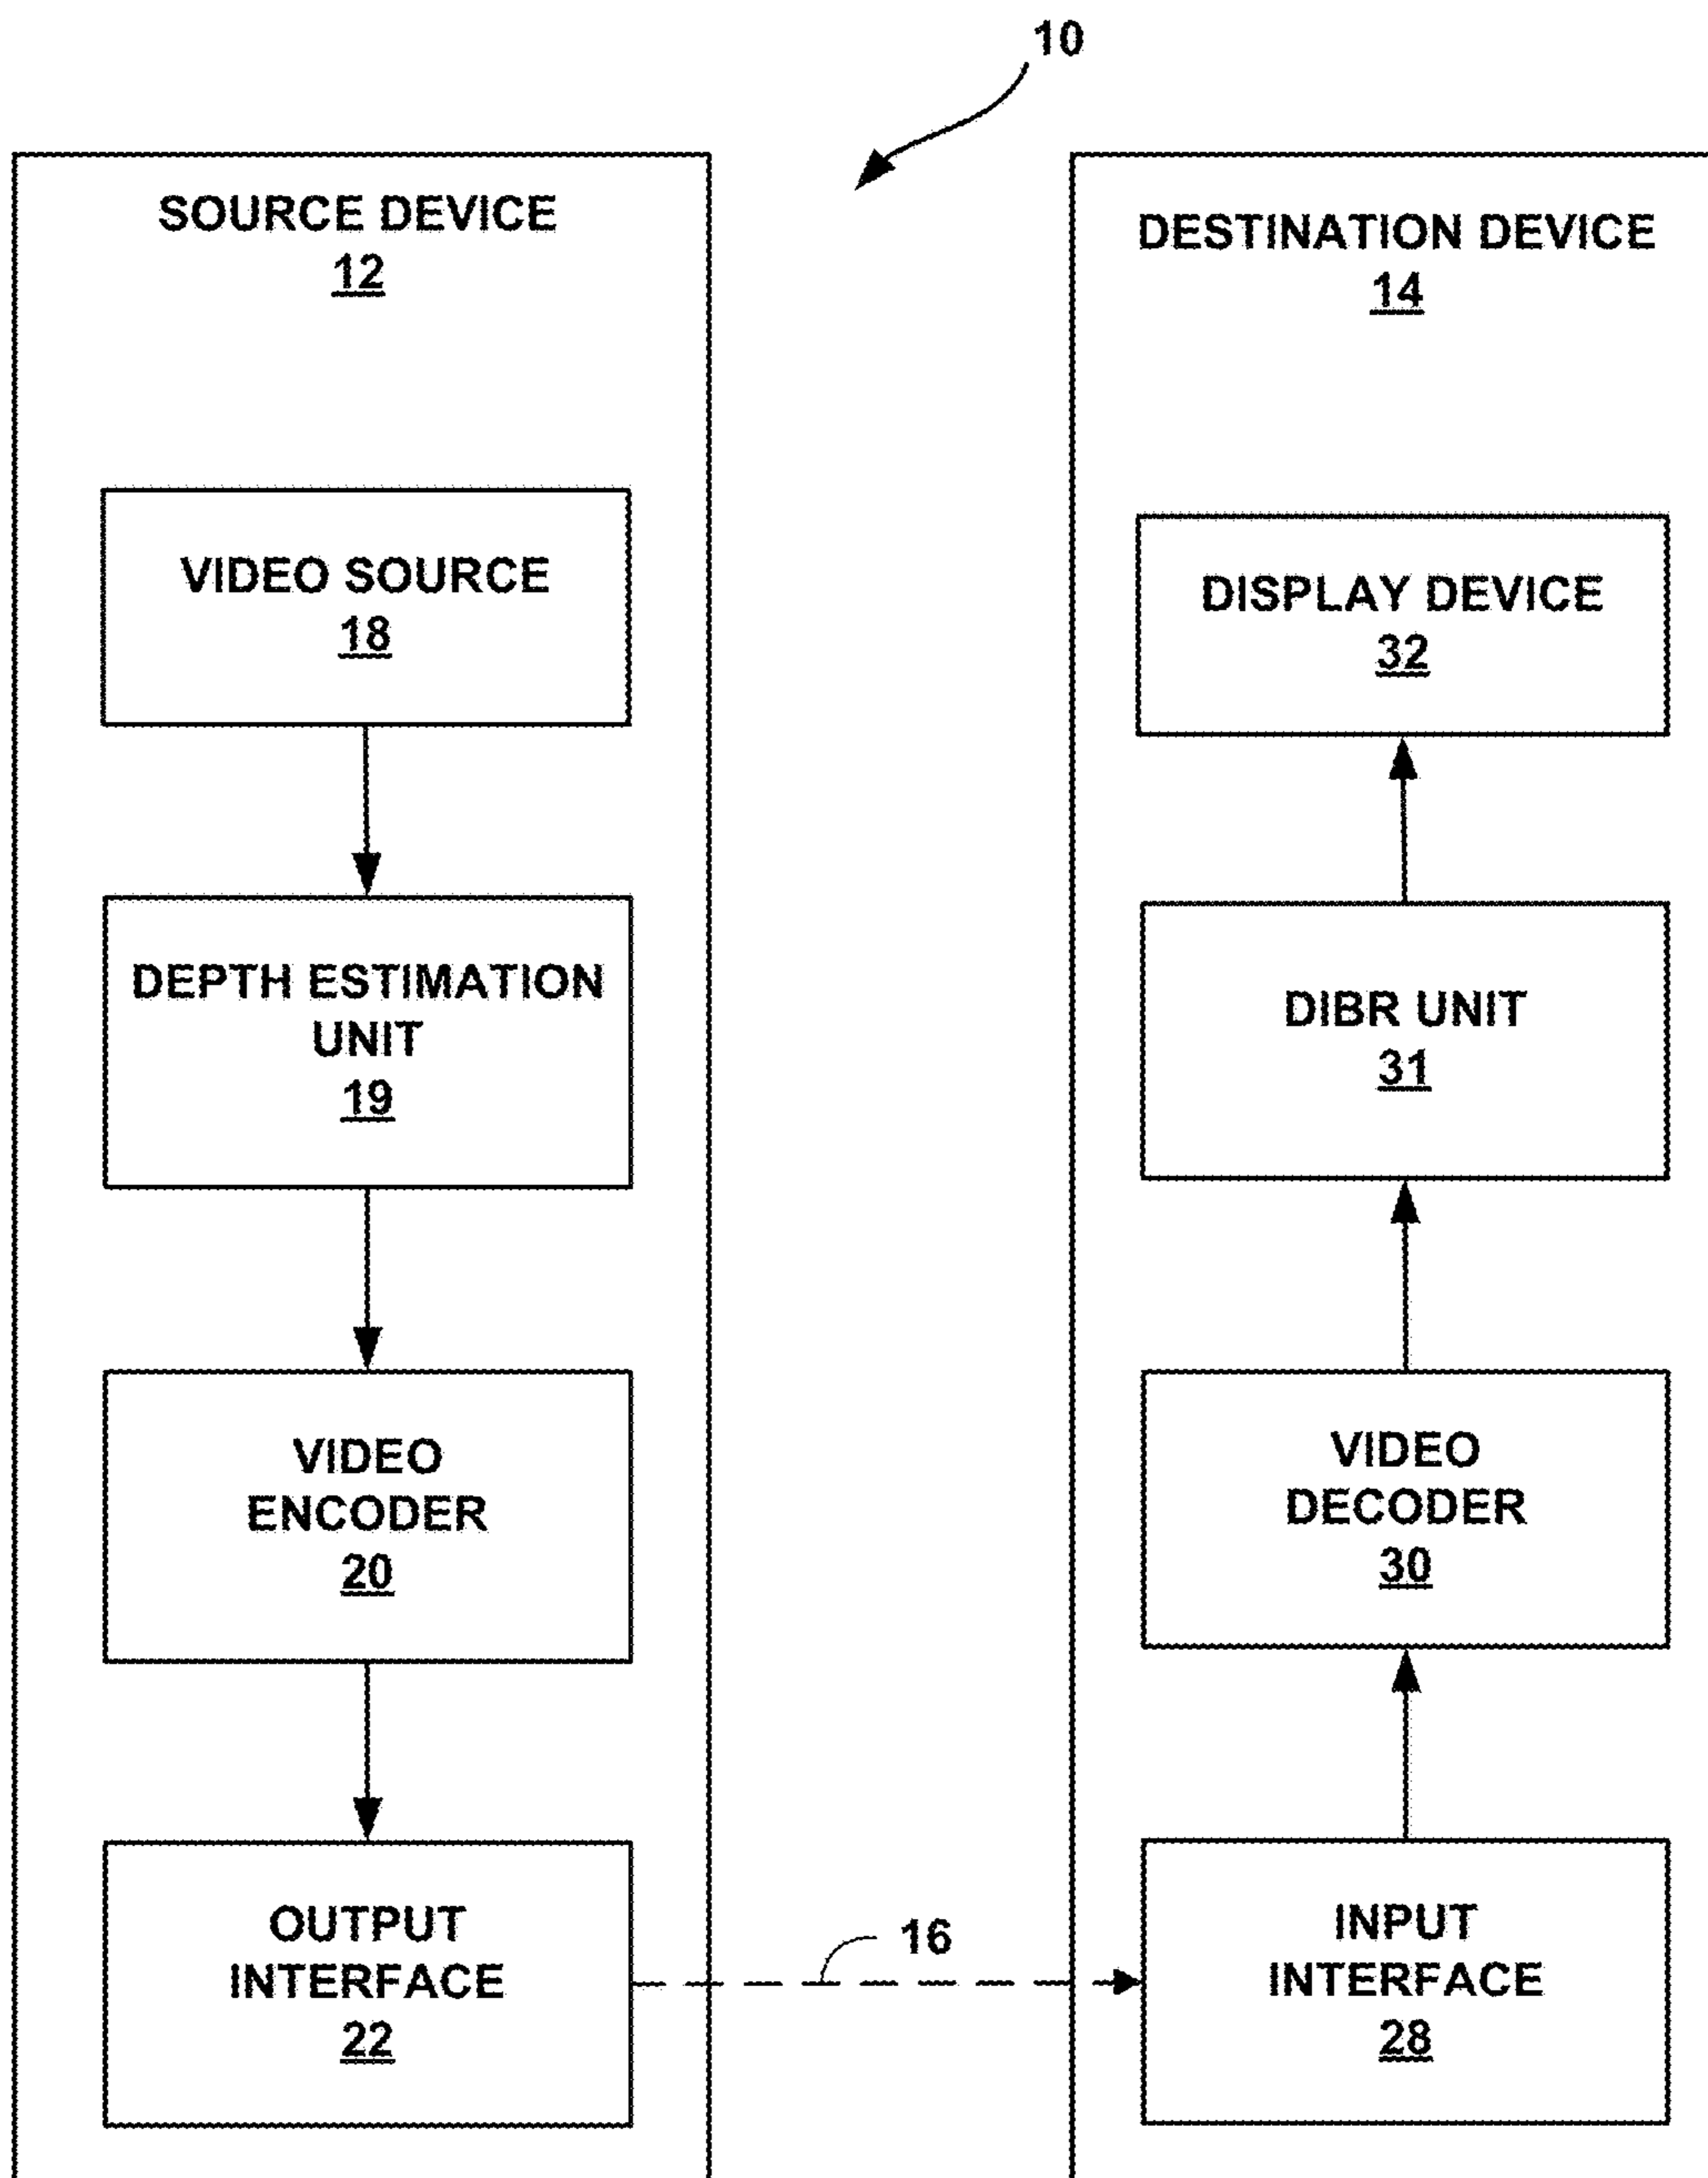 10
SOURCE DEVICE
12
VIDEO SOURCE
18
DEPTH ESTIMATION
UNIT
19
VIDEO
ENCODER
20
OUTPUT
INTERFACE
22
16
DESTINATION DEVICE
14
DISPLAY DEVICE
32
DIBR UNIT
31
VIDEO
DECODER
30
INPUT
INTERFACE
28